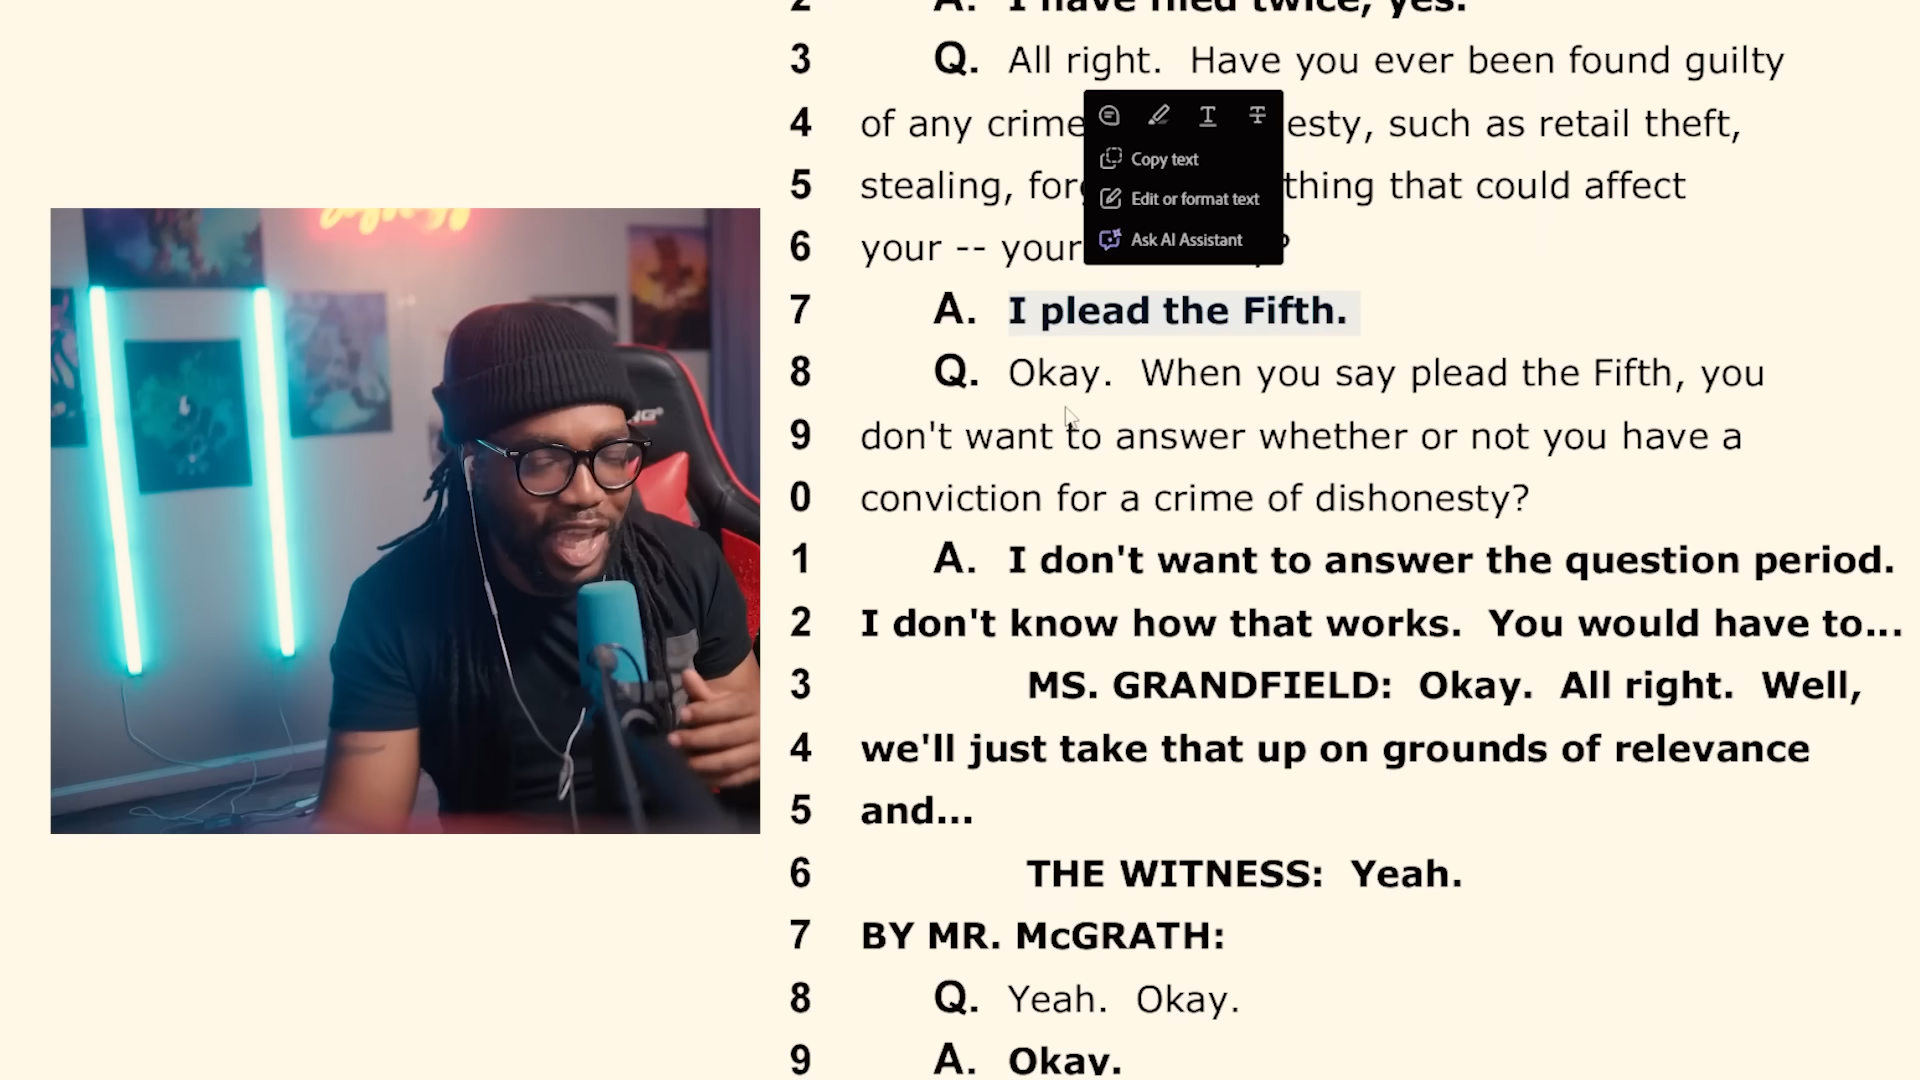 2 A. I have filed twice, yes.
3 Q. All right. Have you ever been found guilty
4 of any crime esty, such as retail theft,
5 stealing, forg thing that could affect
6 your -- your ?
Copy text
Edit or format text
Ask AI Assistant
7 A. I plead the Fifth.
8 Q. Okay. When you say plead the Fifth, you
9 don't want to answer whether or not you have a
0 conviction for a crime of dishonesty?
1 A. I don't want to answer the question period.
2 I don't know how that works. You would have to...
3 MS. GRANDFIELD: Okay. All right. Well,
4 we'll just take that up on grounds of relevance
5 and...
6 THE WITNESS: Yeah.
7 BY MR. McGRATH:
8 Q. Yeah. Okay.
9 A. Okay.